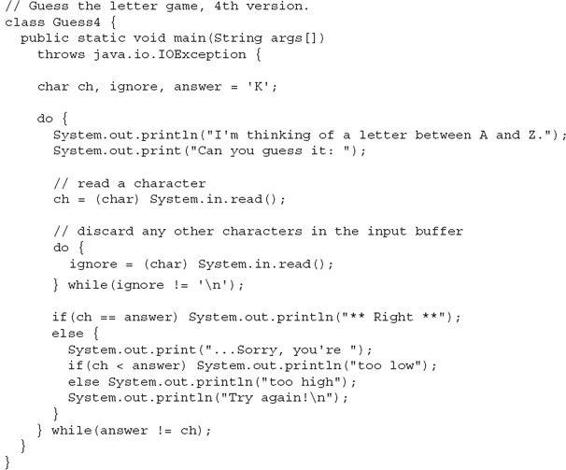 // Guess the letter game, 4th version.
class Guess4 {
  public static void main(String args[])
    throws java.io.IOException {

    char ch, ignore, answer = 'K';

    do {
      System.out.println("I'm thinking of a letter between A and Z.");
      System.out.print("Can you guess it: ");

      // read a character
      ch = (char) System.in.read();

      // discard any other characters in the input buffer
      do {
        ignore = (char) System.in.read();
      } while(ignore != '\n');

      if(ch == answer) System.out.println("** Right **");
      else {
        System.out.print("...Sorry, you're ");
        if(ch < answer) System.out.println("too low");
        else System.out.println("too high");
        System.out.println("Try again!\n");
      }
    } while(answer != ch);
  }
}